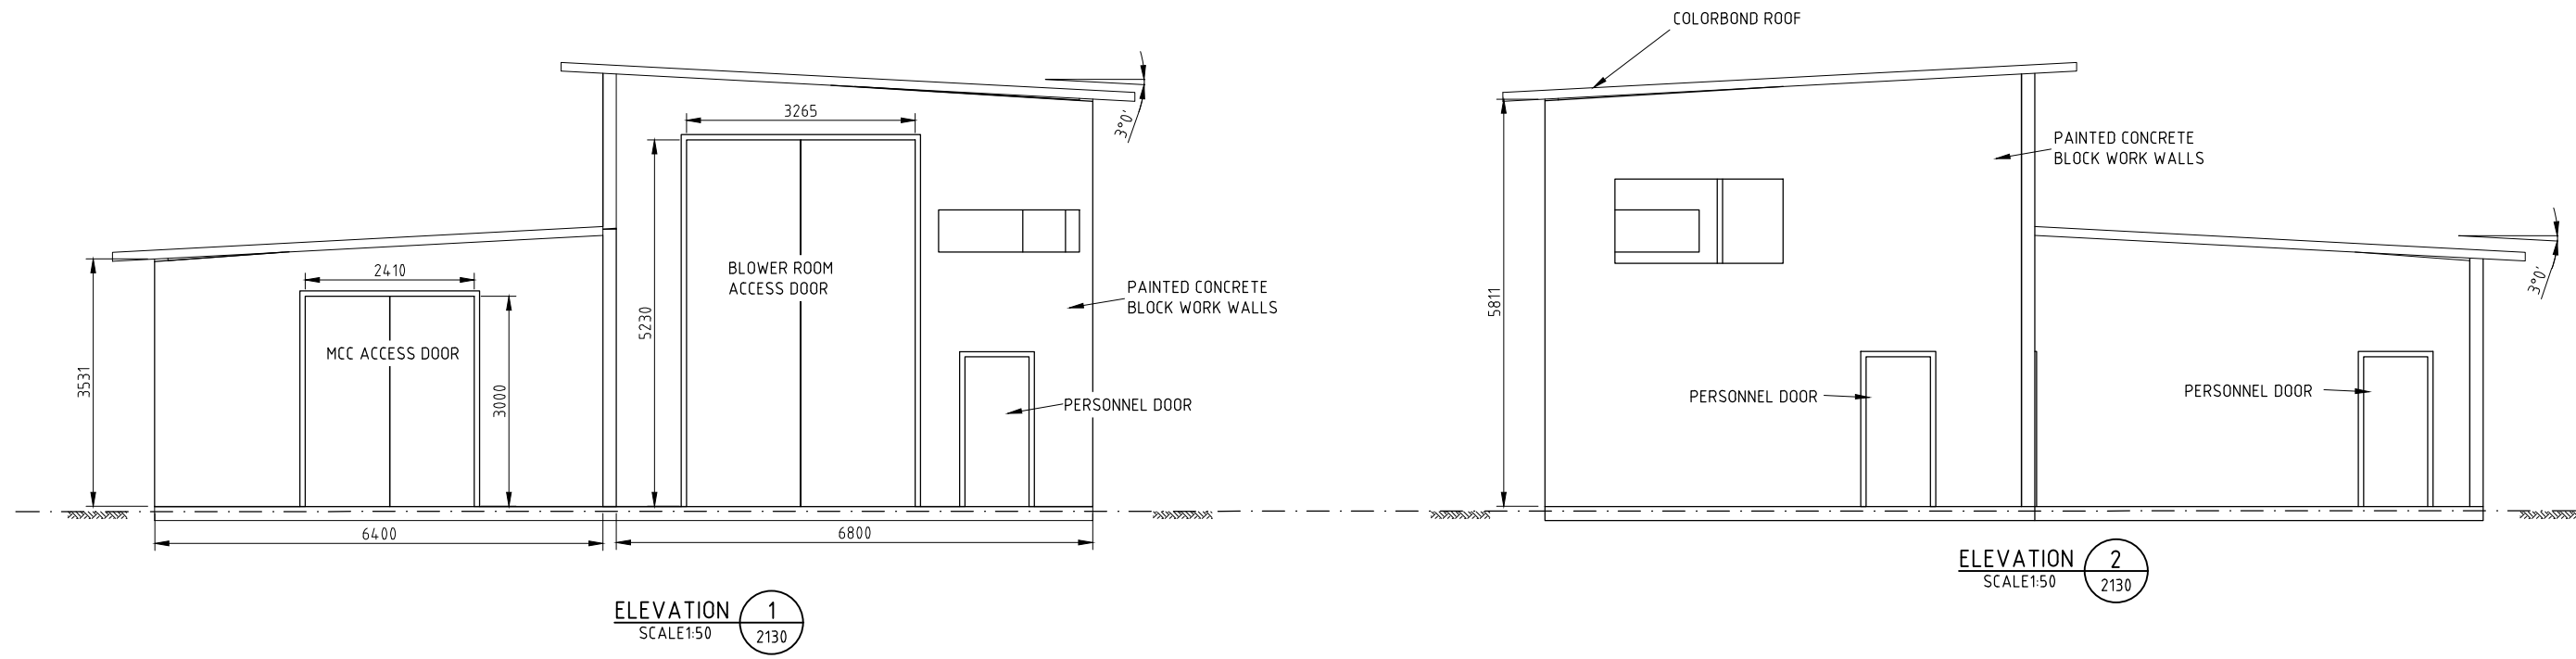 COLORBOND ROOF
3°0'
3265
PAINTED CONCRETE
BLOCK WORK WALLS
2410
BLOWER ROOM
ACCESS DOOR
5230
5811
3°0'
PAINTED CONCRETE
BLOCK WORK WALLS
MCC ACCESS DOOR
3531
3000
PERSONNEL DOOR
PERSONNEL DOOR
PERSONNEL DOOR
6400
6800
ELEVATION 1
SCALE1:50 2130
ELEVATION 2
SCALE1:50 2130